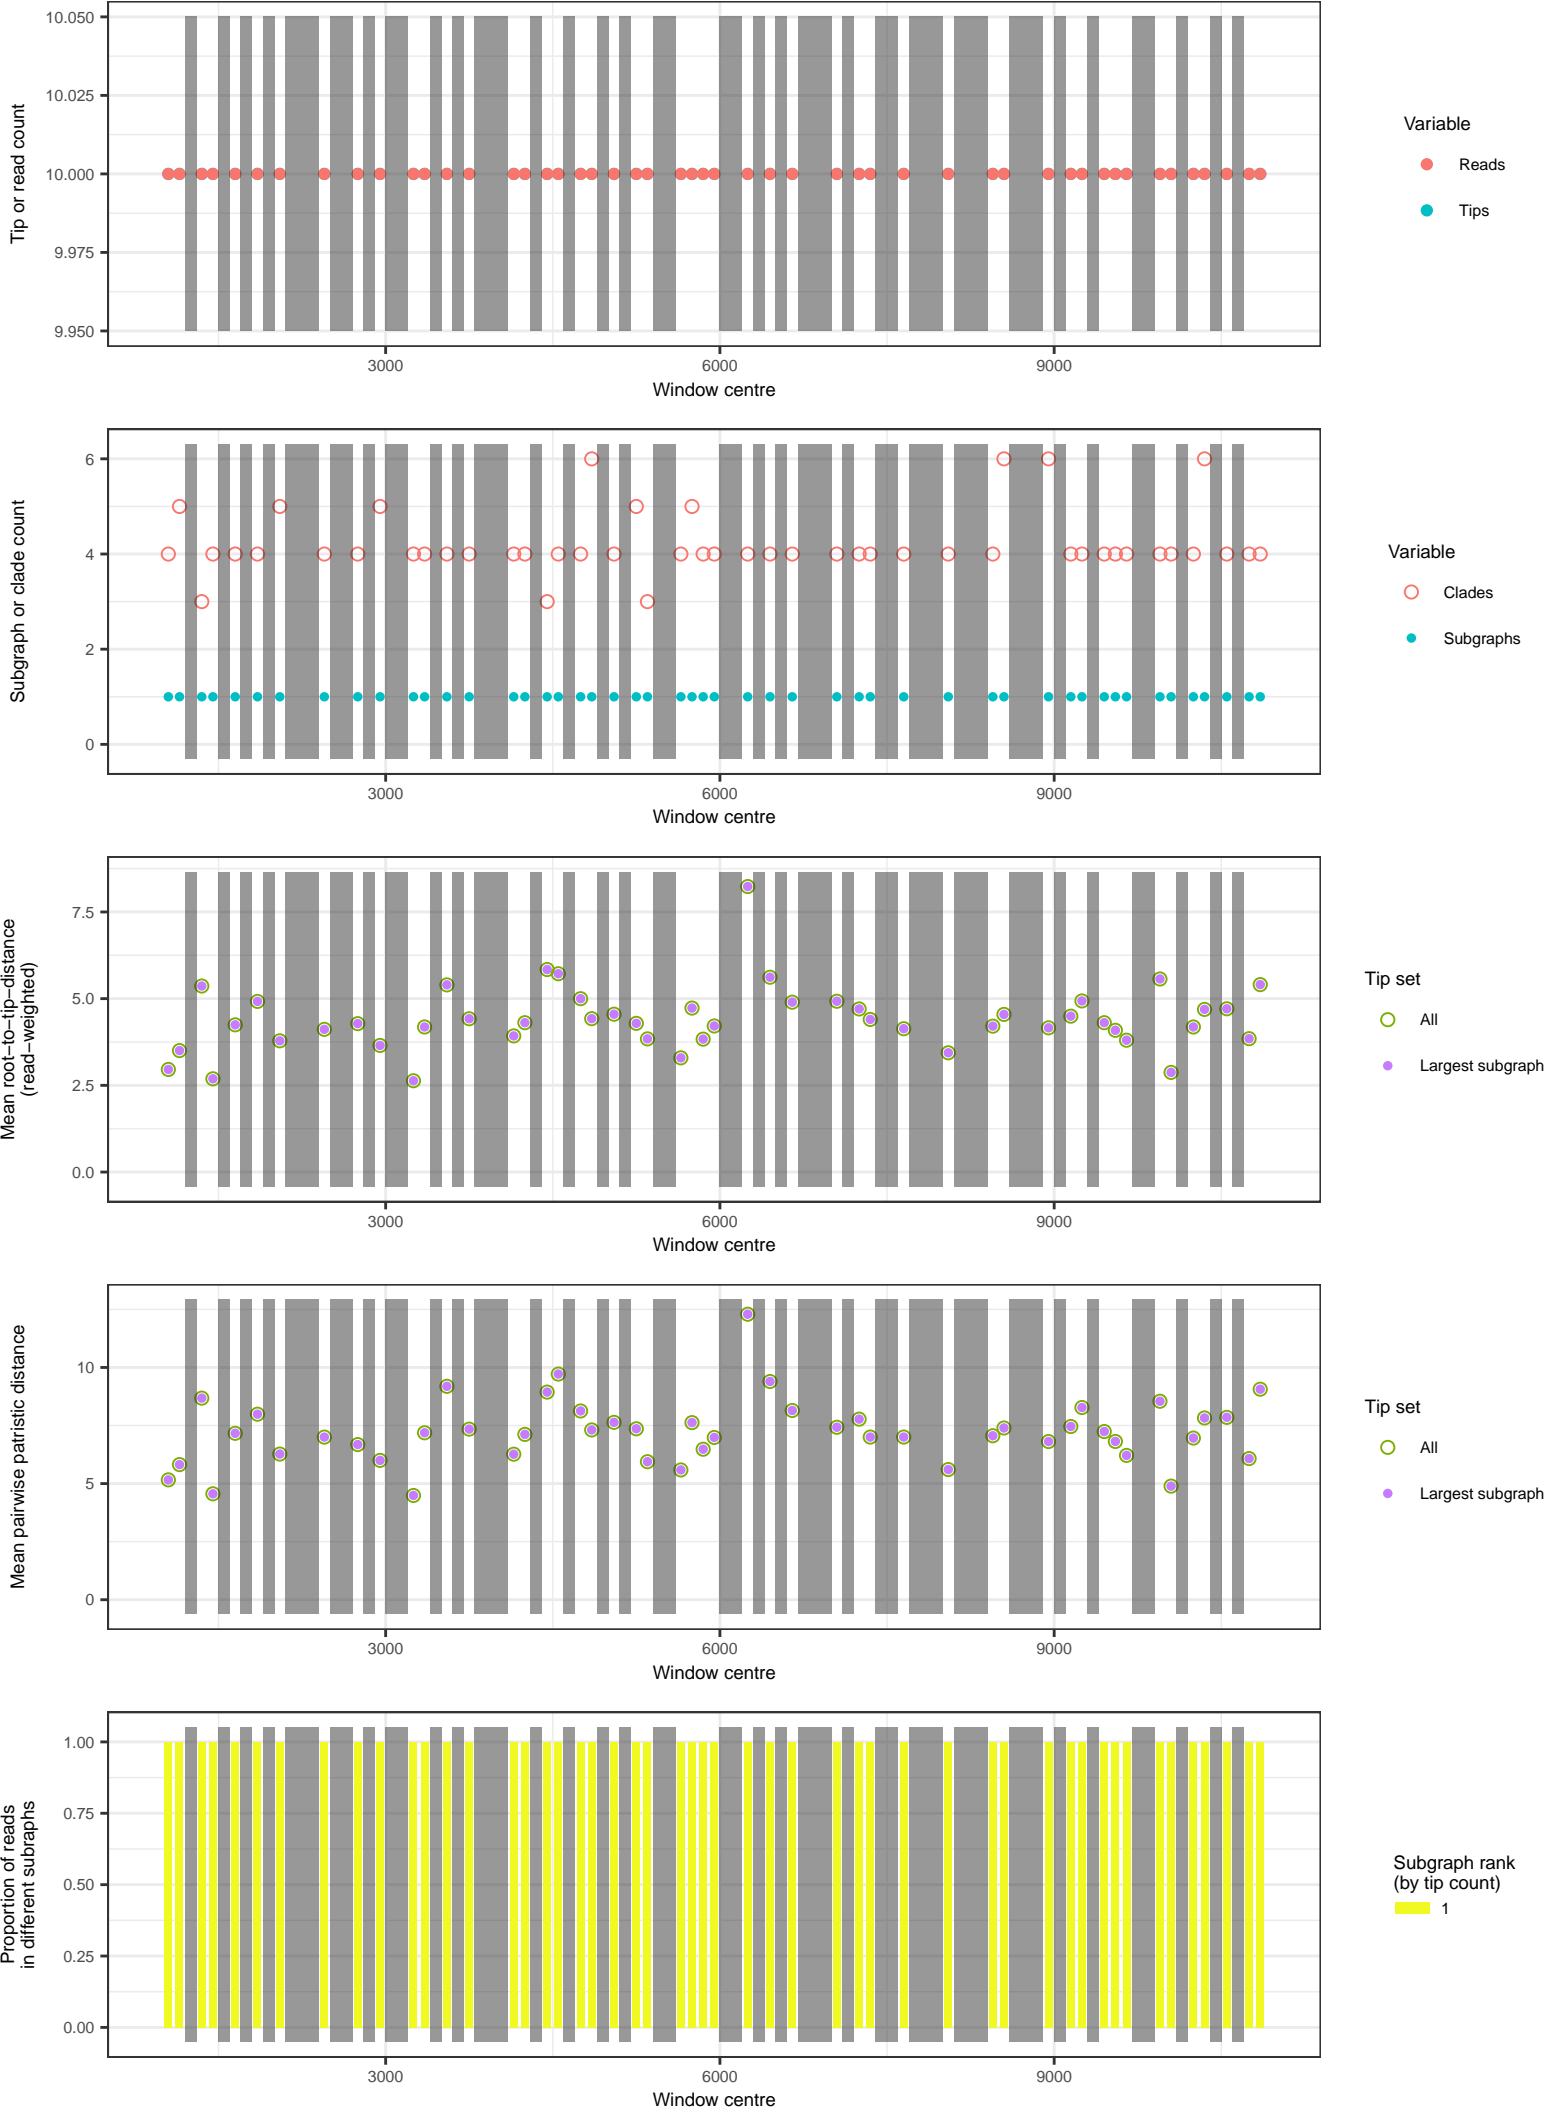 10.050
10.025
10.000
9.975
9.950
Tip or read count
3000
6000
9000
Window centre
Variable
Reads
Tips
6
4
2
0
Subgraph or clade count
3000
6000
9000
Window centre
Variable
Clades
Subgraphs
7.5
5.0
2.5
0.0
Mean root−to−tip−distance
(read−weighted)
3000
6000
9000
Window centre
Tip set
All
Largest subgraph
10
5
0
Mean pairwise patristic distance
3000
6000
9000
Window centre
Tip set
All
Largest subgraph
1.00
0.75
0.50
0.25
0.00
Proportion of reads
in different subraphs
3000
6000
9000
Window centre
Subgraph rank
(by tip count)
1